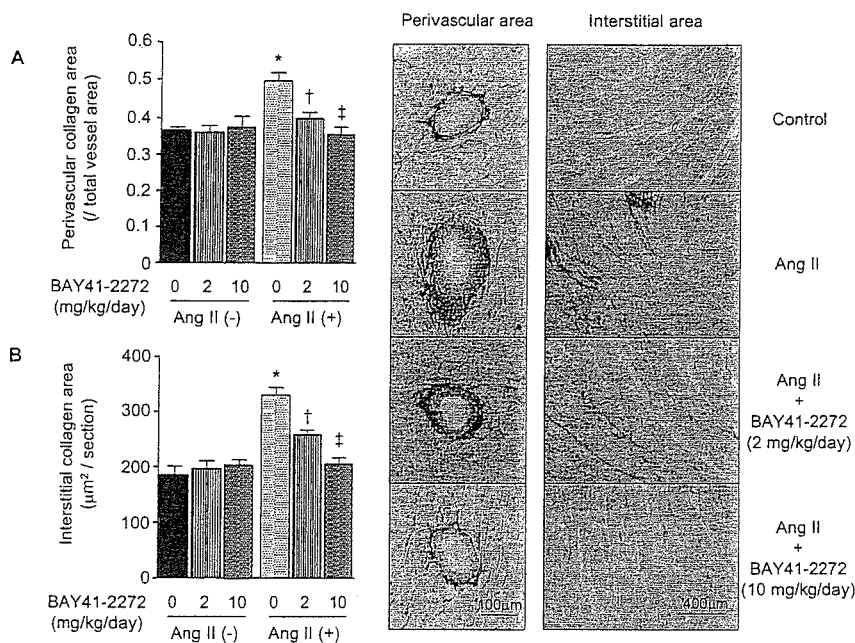 A
Perivascular collagen area
(/ total vessel area)
0.6
0.5
0.4
0.3
0.2
0.1
0
*
†
‡
BAY41-2272
(mg/kg/day)
0 2 10 0 2 10
Ang II (-) Ang II (+)
B
Interstitial collagen area
(μm² / section)
400
300
200
100
0
*
†
‡
BAY41-2272
(mg/kg/day)
0 2 10 0 2 10
Ang II (-) Ang II (+)
Perivascular area Interstitial area
Control
Ang II
Ang II
+
BAY41-2272
(2 mg/kg/day)
Ang II
+
BAY41-2272
(10 mg/kg/day)
100μm
400μm